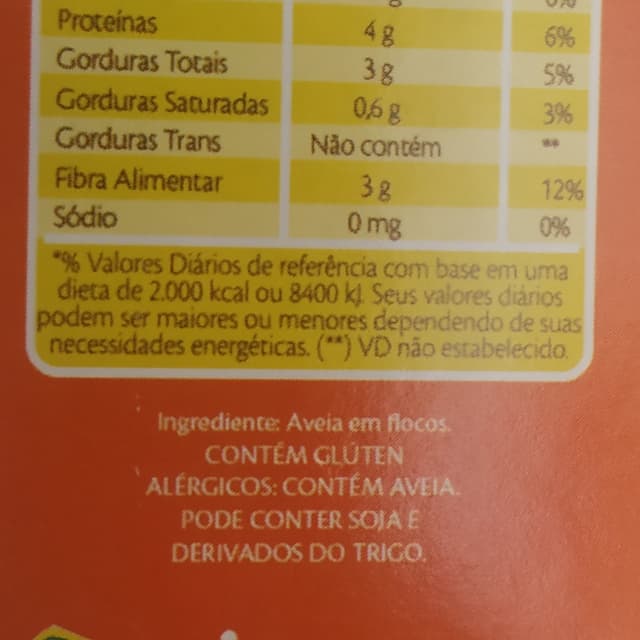 Proteínas 4 g 6%
Gorduras Totais 3 g 5%
Gorduras Saturadas 0,6 g 3%
Gorduras Trans Não contém **
Fibra Alimentar 3 g 12%
Sódio 0 mg 0%
*% Valores Diários de referência com base em uma
dieta de 2.000 kcal ou 8400 kJ. Seus valores diários
podem ser maiores ou menores dependendo de suas
necessidades energéticas. (**) VD não estabelecido.
Ingrediente: Aveia em flocos.
CONTÉM GLÚTEN
ALÉRGICOS: CONTÉM AVEIA.
PODE CONTER SOJA E
DERIVADOS DO TRIGO.